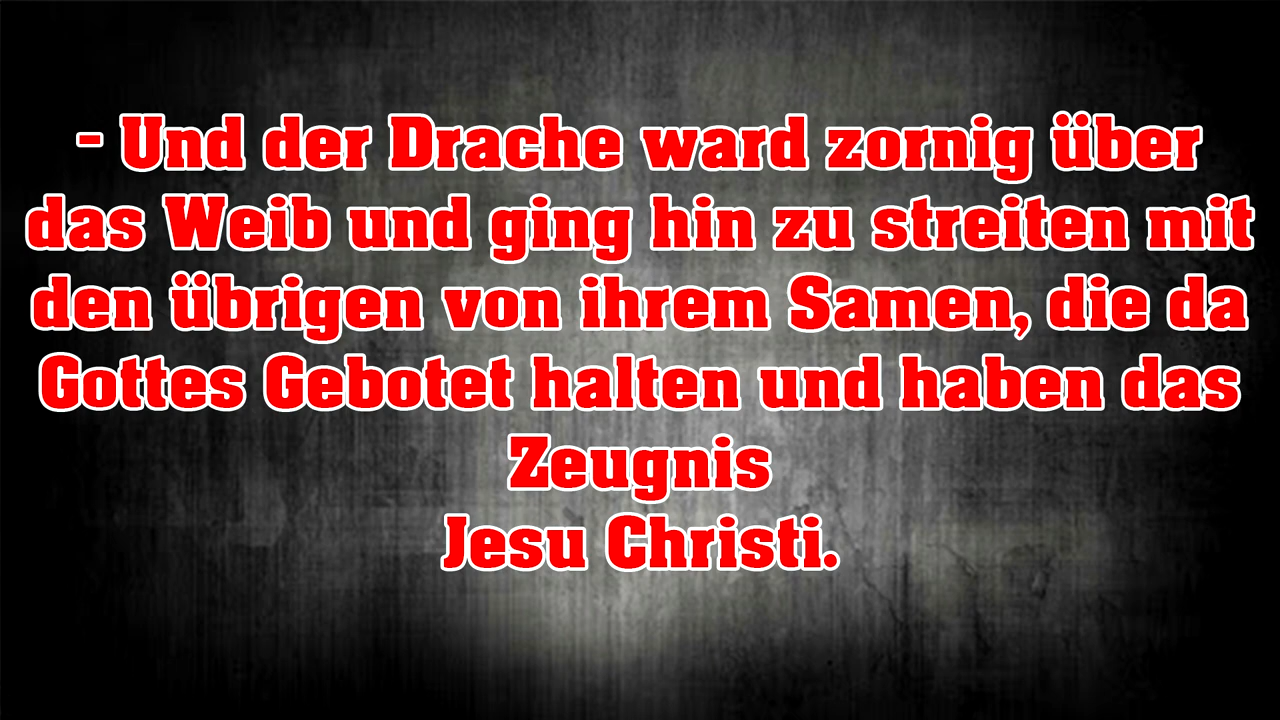 - Und der Drache ward zornig über
das Weib und ging hin zu streiten mit
den übrigen von ihrem Samen, die da
Gottes Gebotet halten und haben das
Zeugnis
Jesu Christi.